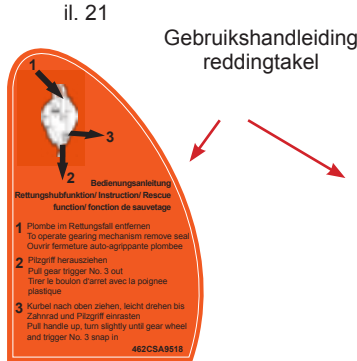 il. 21
Gebruikshandleiding
reddingtakel
1
3
2
Bedienungsanleitung
Rettungshubfunktion/ Instruction/ Rescue
function/ fonction de sauvetage
1 Plombe im Rettungsfall entfernen
To operate gearing mechanism remove seal
Ouvrir fermeture auto-agrippante plombee
2 Pilzgriff herausziehen
Pull gear trigger No. 3 out
Tirer le boulon d'arret avec la poignee
plastique
3 Kurbel nach oben ziehen, leicht drehen bis
Zahnrad und Pilzgriff einrasten
Pull handle up, turn slightly until gear wheel
and trigger No. 3 snap in
462CSA9518